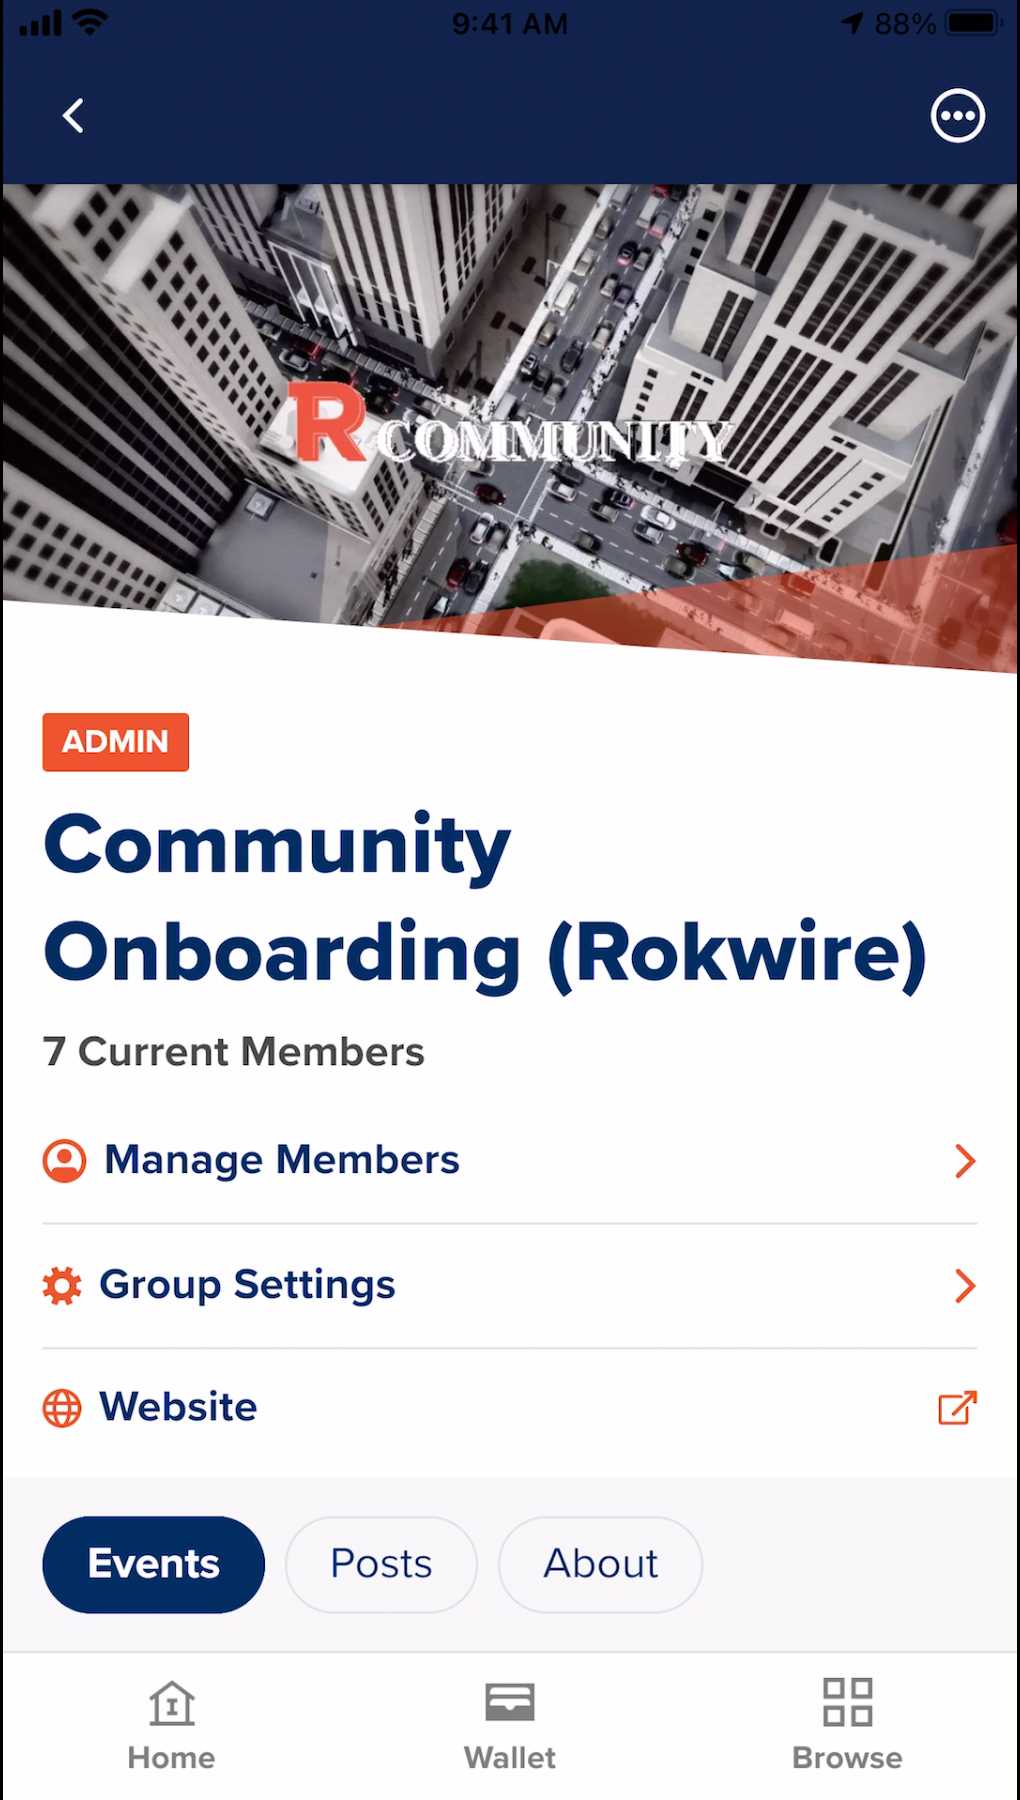 9:41 AM
88%
R COMMUNITY
ADMIN
Community
Onboarding (Rokwire)
7 Current Members
Manage Members
Group Settings
Website
Events
Posts
About
Home
Wallet
Browse